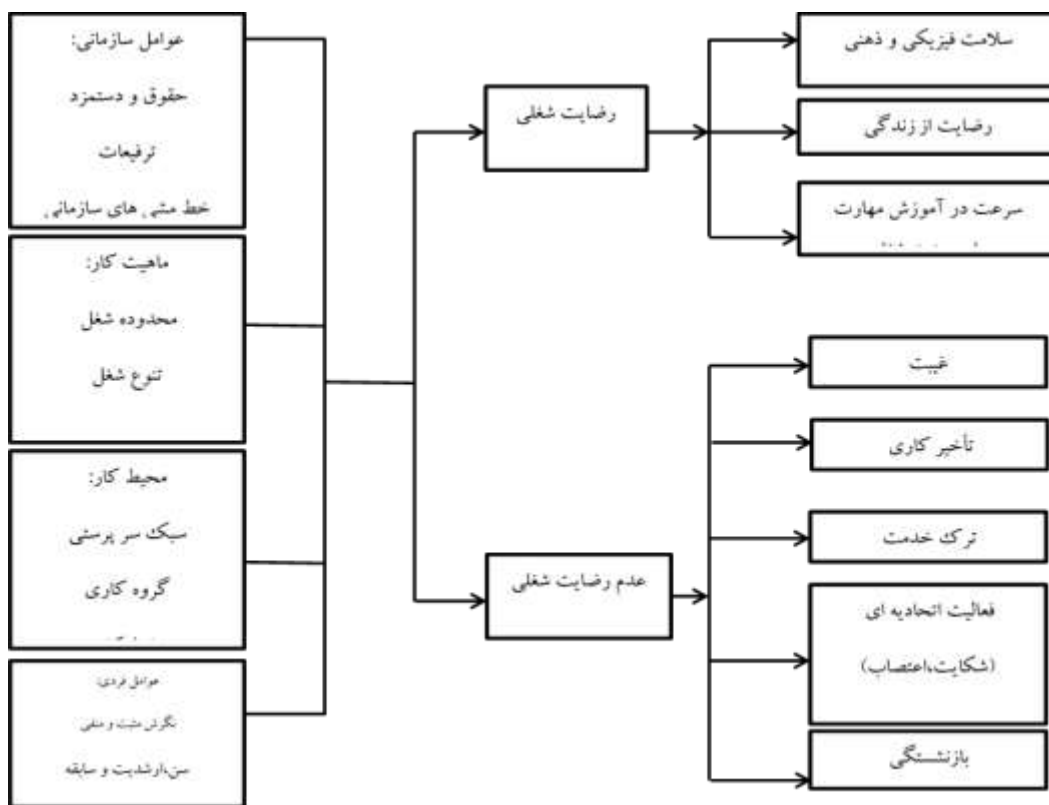 عوامل سازمانی:
حقوق و دستمزد
ترفیعات
خط مشی های سازمانی
ماهیت کار:
محدوده شغل
تنوع شغل
محیط کار:
سبک سر پرستی
گروه کاری
عوامل فردی:
نگرش مثبت و منفی
سن،ارشدیت و سابقه
رضایت شغلی
عدم رضایت شغلی
سلامت فیزیکی و ذهنی
رضایت از زندگی
سرعت در آموزش مهارت
غیبت
تأخیر کاری
ترک خدمت
فعالیت اتحادیه ای
(شکایت،اعتصاب)
بازنشستگی